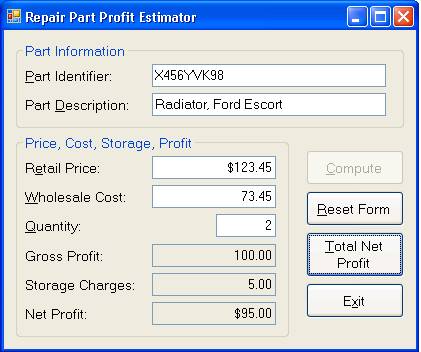 Repair Part Profit Estimator
Part Information
Part Identifier: X456YVK98
Part Description: Radiator, Ford Escort
Price, Cost, Storage, Profit
Retail Price: $123.45
Compute
Wholesale Cost: 73.45
Reset Form
Quantity: 2
Gross Profit: 100.00
Total Net
Profit
Storage Charges: 5.00
Net Profit: $95.00
Exit